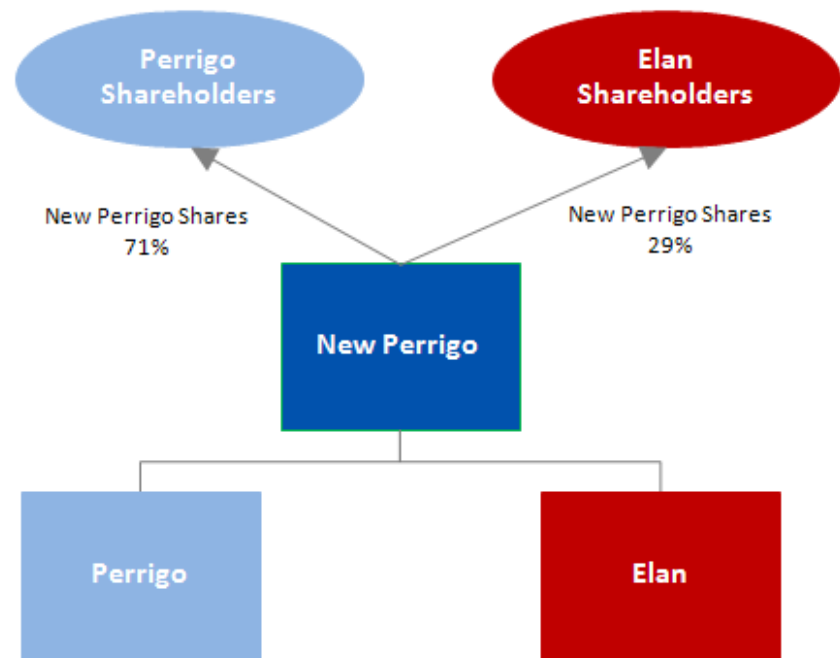 Perrigo
Shareholders
Elan
Shareholders
New Perrigo Shares
71%
New Perrigo Shares
29%
New Perrigo
Perrigo
Elan